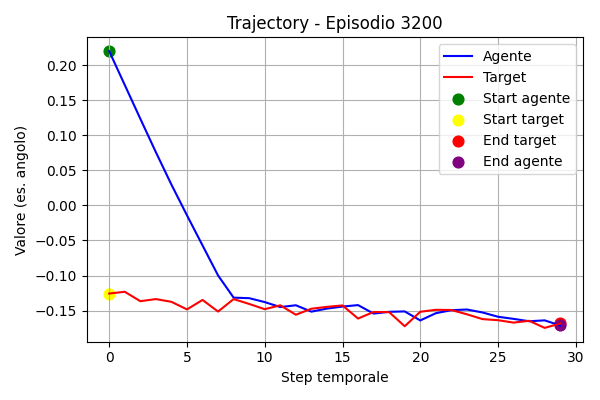 Trajectory - Episodio 3200
Valore (es. angolo)
0.20
0.15
0.10
0.05
0.00
−0.05
−0.10
−0.15
Agente
Target
Start agente
Start target
End target
End agente
0 5 10 15 20 25 30
Step temporale